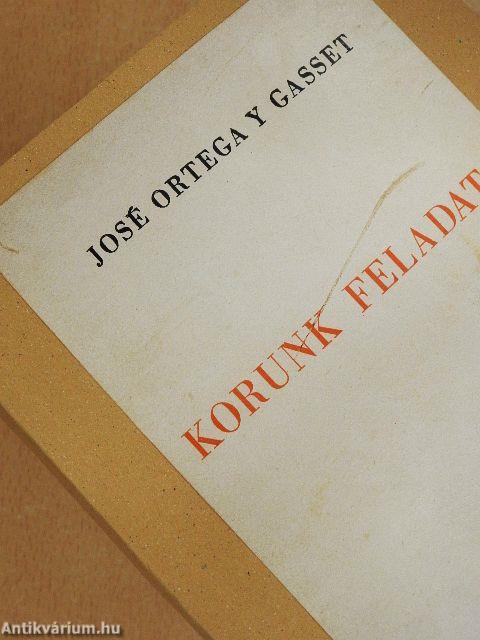 JOSÉ ORTEGA Y GASSET
KORUNK FELADAT
Antikvárium.hu